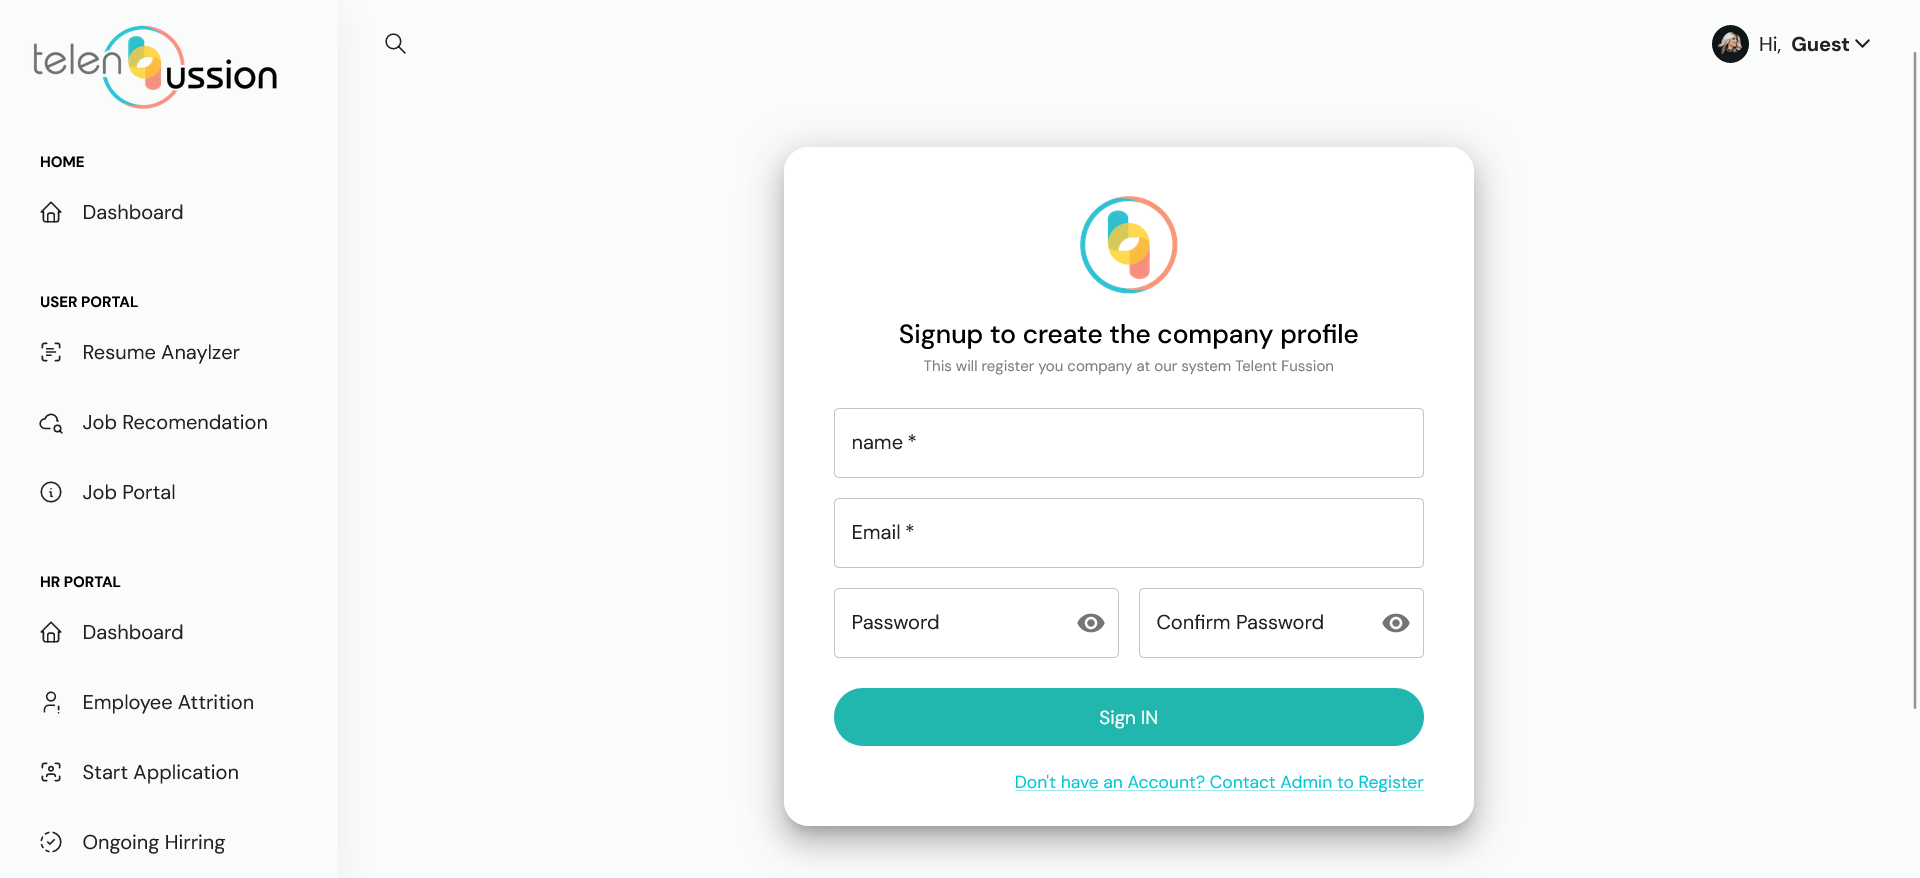 telen ussion
Hi, Guest
HOME
Dashboard
USER PORTAL
Resume Anaylzer
Job Recomendation
Job Portal
HR PORTAL
Dashboard
Employee Attrition
Start Application
Ongoing Hirring
Signup to create the company profile
This will register you company at our system Telent Fussion
name *
Email *
Password
Confirm Password
Sign IN
Don't have an Account? Contact Admin to Register